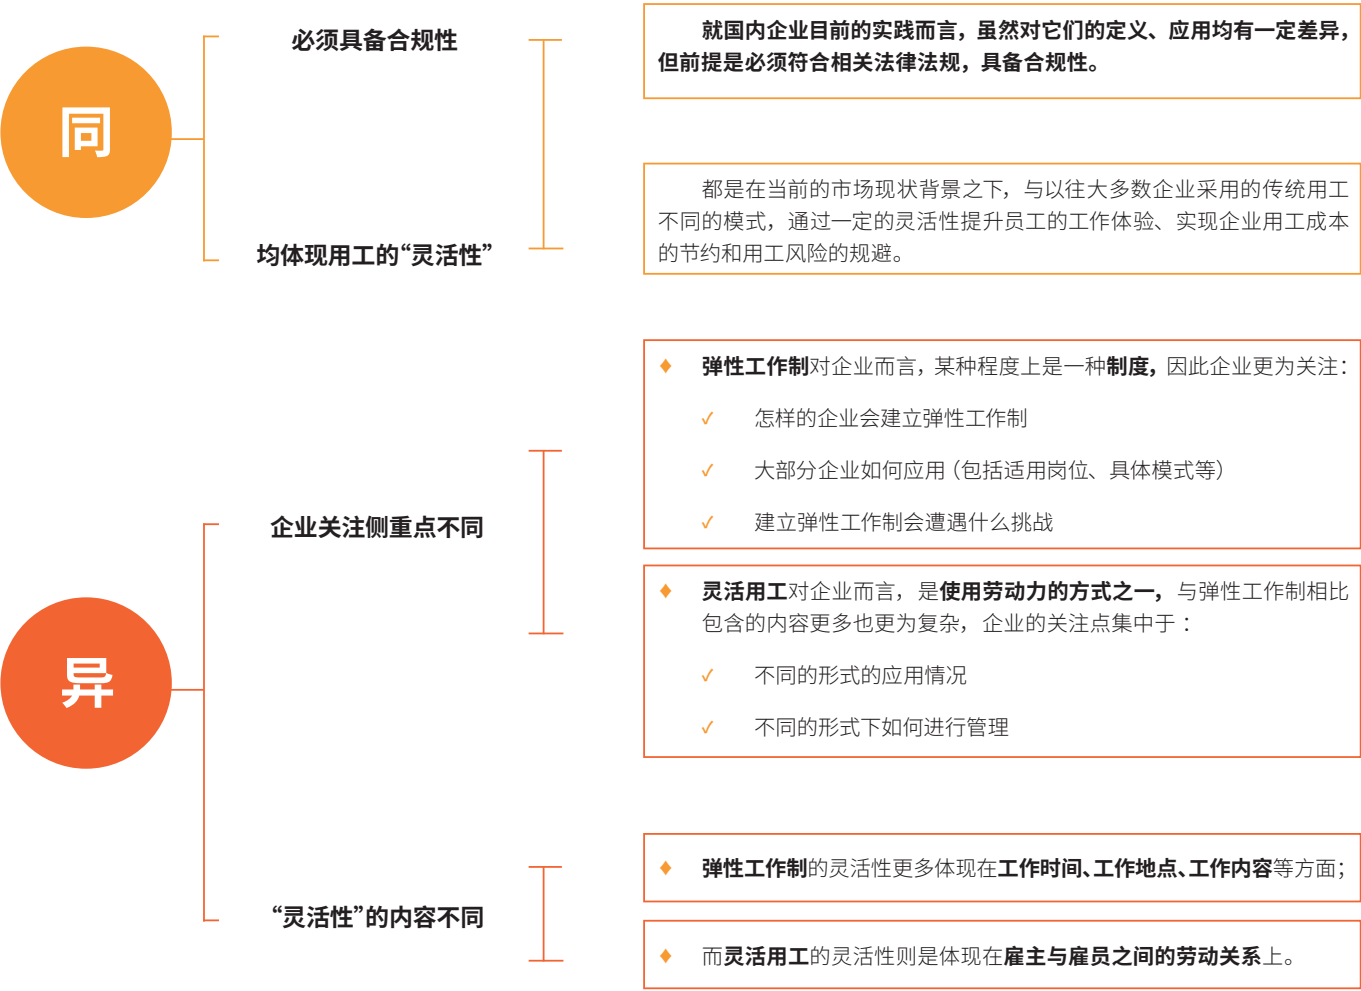 同
必须具备合规性
就国内企业目前的实践而言，虽然对它们的定义、应用均有一定差异，
但前提是必须符合相关法律法规，具备合规性。
均体现用工的“灵活性”
都是在当前的市场现状背景之下，与以往大多数企业采用的传统用工
不同的模式，通过一定的灵活性提升员工的工作体验、实现企业用工成本
的节约和用工风险的规避。
异
企业关注侧重点不同
♦ 弹性工作制对企业而言，某种程度上是一种制度，因此企业更为关注：
✓ 怎样的企业会建立弹性工作制
✓ 大部分企业如何应用（包括适用岗位、具体模式等）
✓ 建立弹性工作制会遭遇什么挑战
♦ 灵活用工对企业而言，是使用劳动力的方式之一，与弹性工作制相比
包含的内容更多也更为复杂，企业的关注点集中于：
✓ 不同的形式的应用情况
✓ 不同的形式下如何进行管理
“灵活性”的内容不同
♦ 弹性工作制的灵活性更多体现在工作时间、工作地点、工作内容等方面；
♦ 而灵活用工的灵活性则是体现在雇主与雇员之间的劳动关系上。